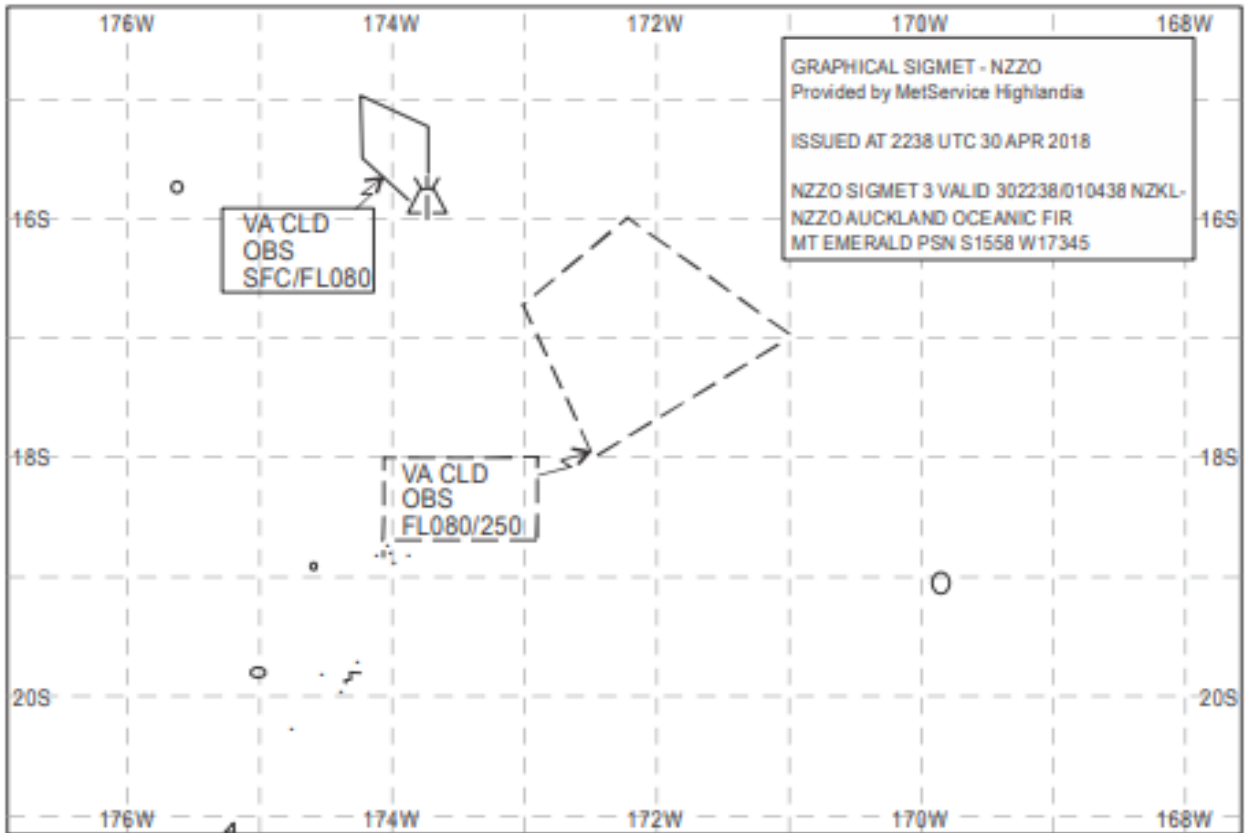 176W 174W 172W 170W 168W
GRAPHICAL SIGMET - NZZO
Provided by MetService Highlandia
ISSUED AT 2238 UTC 30 APR 2018
NZZO SIGMET 3 VALID 302238/010438 NZKL-
NZZO AUCKLAND OCEANIC FIR
MT EMERALD PSN S1558 W17345
16S 16S
VA CLD
OBS
SFC/FL080
18S 18S
VA CLD
OBS
FL080/250
20S 20S
176W 174W 172W 170W 168W